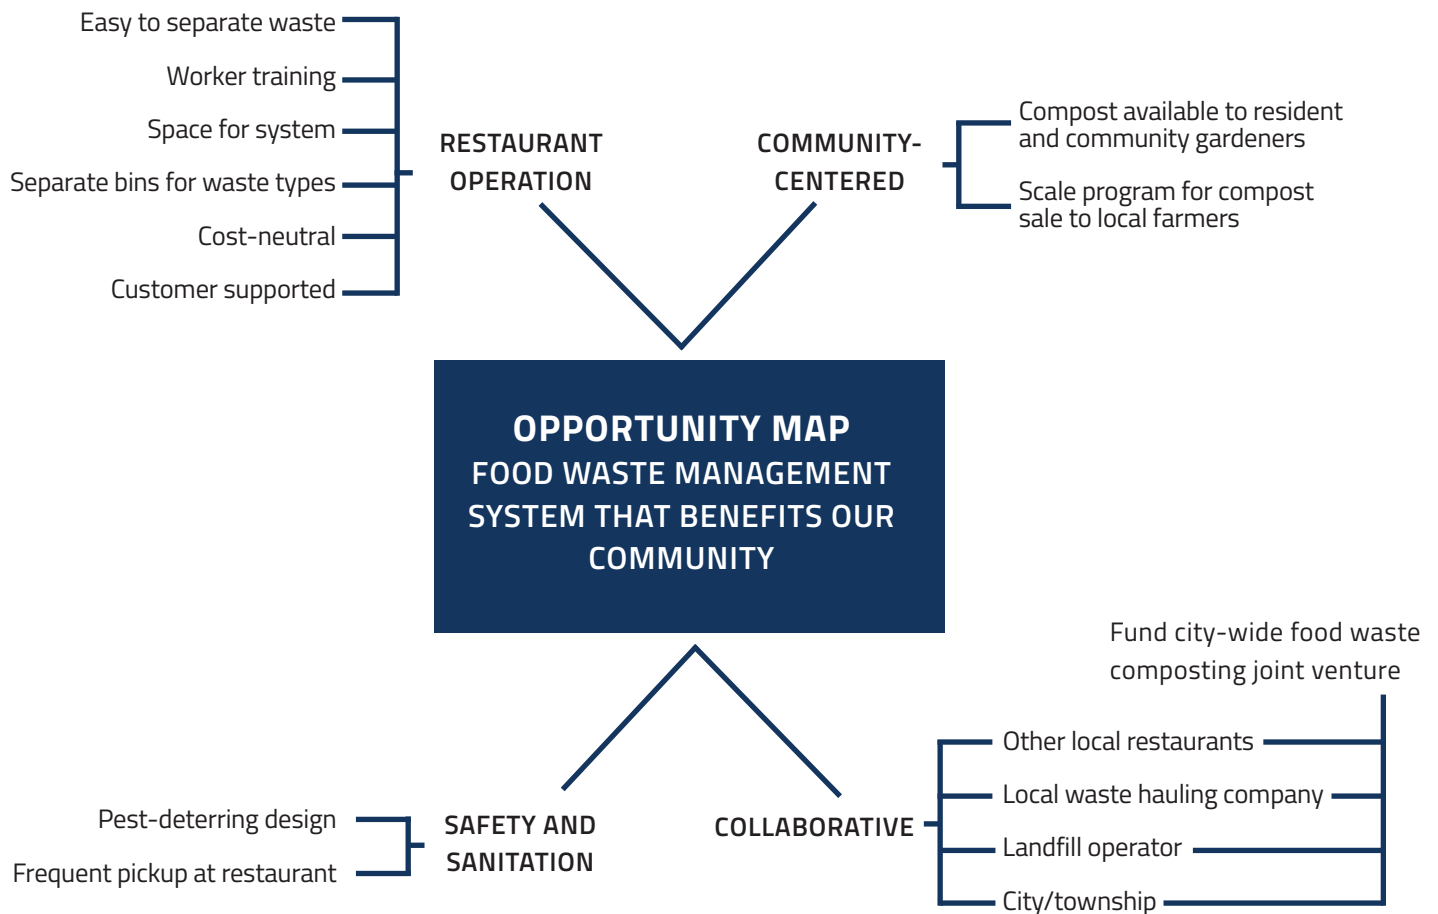 Easy to separate waste
Worker training
Space for system
Separate bins for waste types
Cost-neutral
Customer supported
RESTAURANT
OPERATION
COMMUNITY-
CENTERED
Compost available to resident
and community gardeners
Scale program for compost
sale to local farmers
OPPORTUNITY MAP
FOOD WASTE MANAGEMENT
SYSTEM THAT BENEFITS OUR
COMMUNITY
Pest-deterring design
Frequent pickup at restaurant
SAFETY AND
SANITATION
COLLABORATIVE
Fund city-wide food waste
composting joint venture
Other local restaurants
Local waste hauling company
Landfill operator
City/township